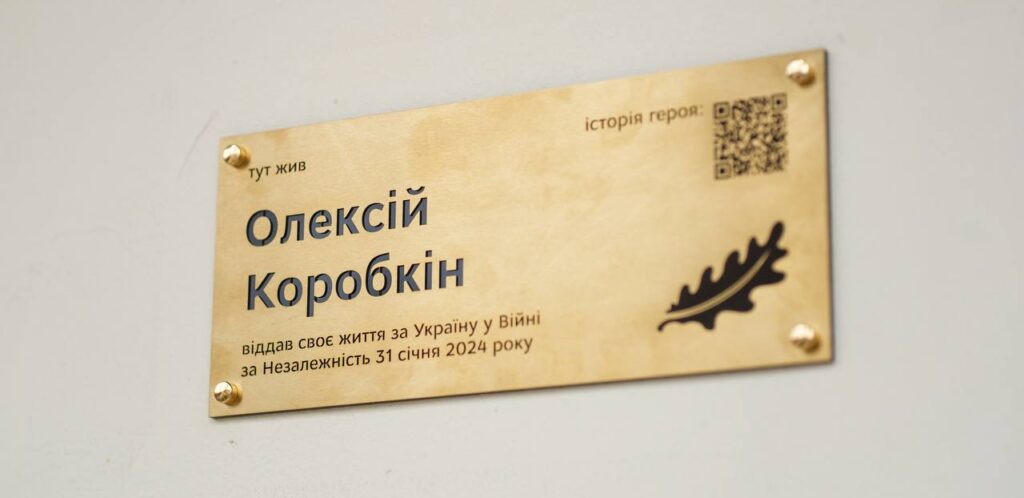 історія героя:
тут жив
Олексій
Коробкін
віддав своє життя за Україну у Війні
за Незалежність 31 січня 2024 року